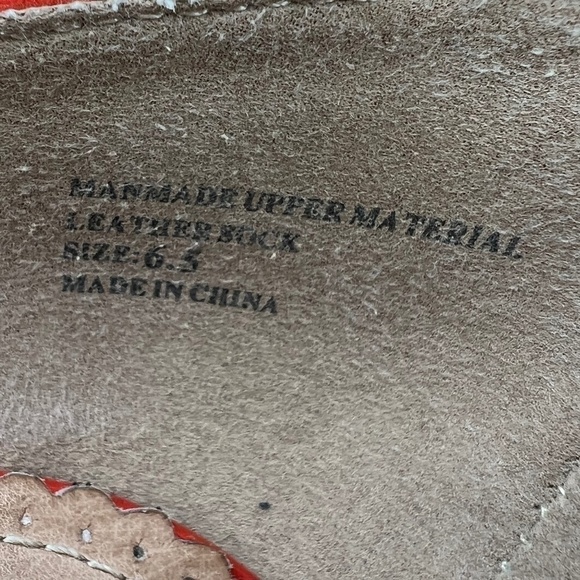 MANMADE UPPER MATERIAL
LEATHER SOCK
SIZE: 6.5
MADE IN CHINA